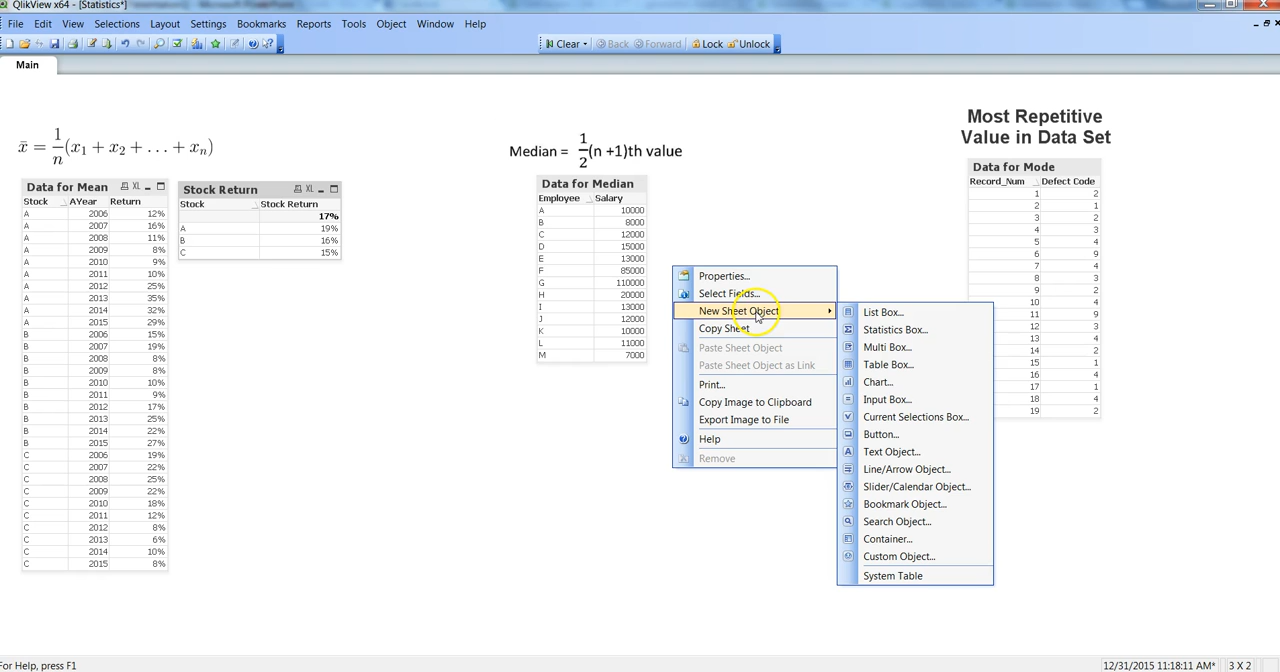 QlikView x64 - [Statistics*]
File Edit View Selections Layout Settings Bookmarks Reports Tools Object Window Help
Clear Back Forward Lock Unlock
Main
x̄ = 1/n (x₁ + x₂ + . . . + xₙ)
Data for Mean XL
Stock AYear Return
A 2006 12%
A 2007 16%
A 2008 11%
A 2009 8%
A 2010 9%
A 2011 10%
A 2012 25%
A 2013 35%
A 2014 32%
A 2015 29%
B 2006 15%
B 2007 19%
B 2008 8%
B 2009 8%
B 2010 10%
B 2011 9%
B 2012 17%
B 2013 25%
B 2014 22%
B 2015 27%
C 2006 19%
C 2007 22%
C 2008 25%
C 2009 22%
C 2010 18%
C 2011 12%
C 2012 8%
C 2013 6%
C 2014 10%
C 2015 8%
Stock Return XL
Stock Stock Return
17%
A 19%
B 16%
C 15%
Median = 1/2 (n +1)th value
Data for Median
Employee Salary
A 10000
B 8000
C 12000
D 15000
E 13000
F 85000
G 110000
H 20000
I 13000
J 12000
K 10000
L 11000
M 7000
Properties...
Select Fields...
New Sheet Object
Copy Sheet
Paste Sheet Object
Paste Sheet Object as Link
Print...
Copy Image to Clipboard
Export Image to File
Help
Remove
List Box...
Statistics Box...
Multi Box...
Table Box...
Chart...
Input Box...
Current Selections Box...
Button...
Text Object...
Line/Arrow Object...
Slider/Calendar Object...
Bookmark Object...
Search Object...
Container...
Custom Object...
System Table
Most Repetitive
Value in Data Set
Data for Mode
Record_Num Defect Code
1 2
2 1
3 2
4 3
5 4
6 9
7 4
8 3
9 2
10 4
11 9
12 3
13 4
14 2
15 1
16 4
17 1
18 4
19 2
For Help, press F1
12/31/2015 11:18:11 AM* 3 X 2